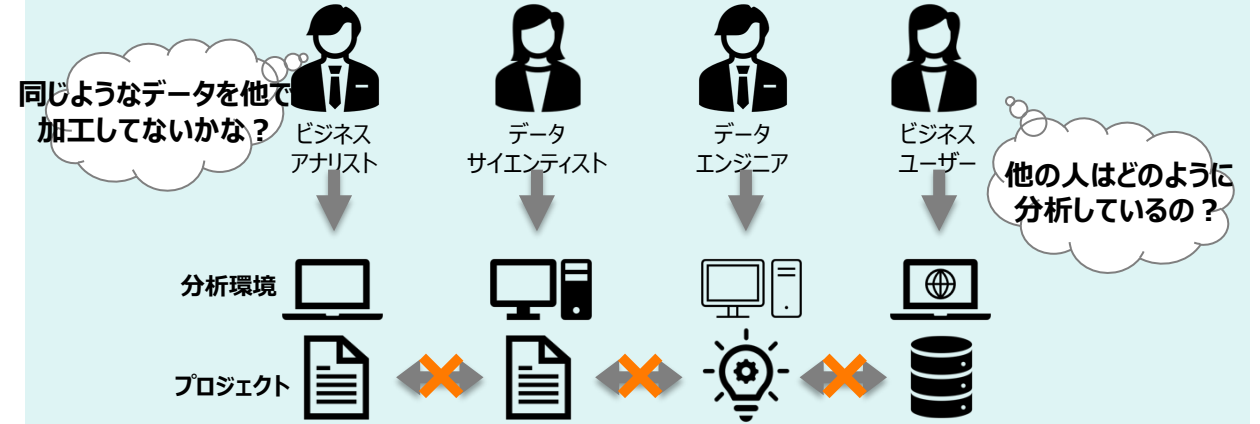 同じようなデータを他で
加工してないかな？
ビジネス
アナリスト
データ
サイエンティスト
データ
エンジニア
ビジネス
ユーザー
他の人はどのように
分析しているの？
分析環境
プロジェクト